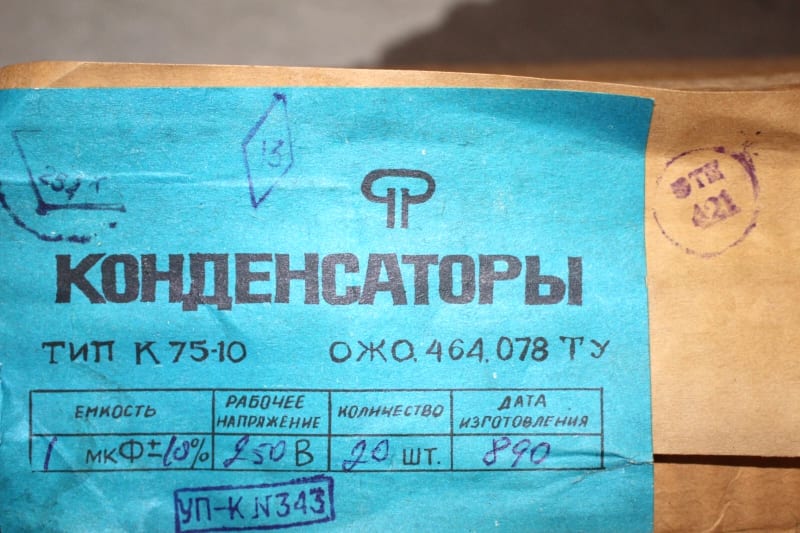 13
ОТК
421
КОНДЕНСАТОРЫ
ТИП К 75-10 ОЖО.464.078 ТУ
ЕМКОСТЬ РАБОЧЕЕ НАПРЯЖЕНИЕ КОЛИЧЕСТВО ДАТА ИЗГОТОВЛЕНИЯ
1 мкФ±10% 250 В 20 ШТ. 890
УП-К N343